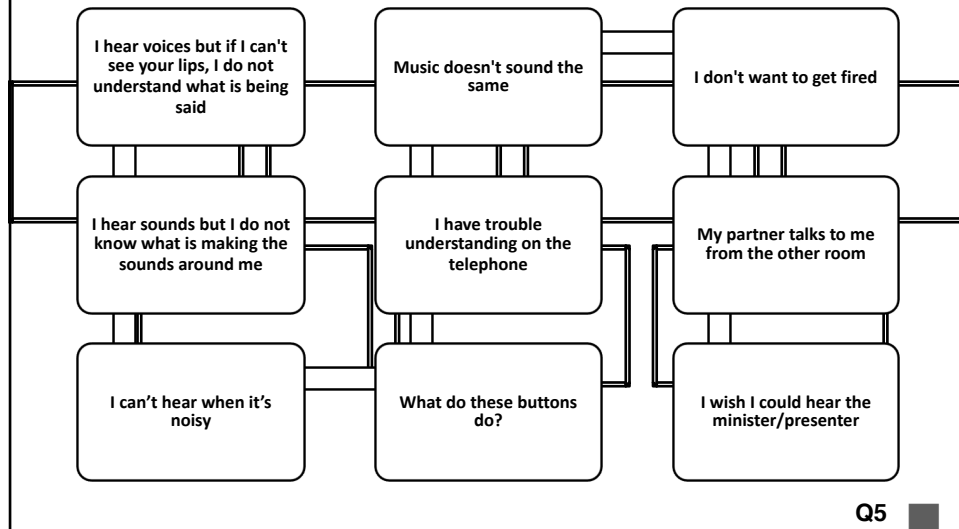 I hear voices but if I can't
see your lips, I do not
understand what is being
said
Music doesn't sound the
same
I don't want to get fired
I hear sounds but I do not
know what is making the
sounds around me
I have trouble
understanding on the
telephone
My partner talks to me
from the other room
I can’t hear when it’s
noisy
What do these buttons
do?
I wish I could hear the
minister/presenter
Q5